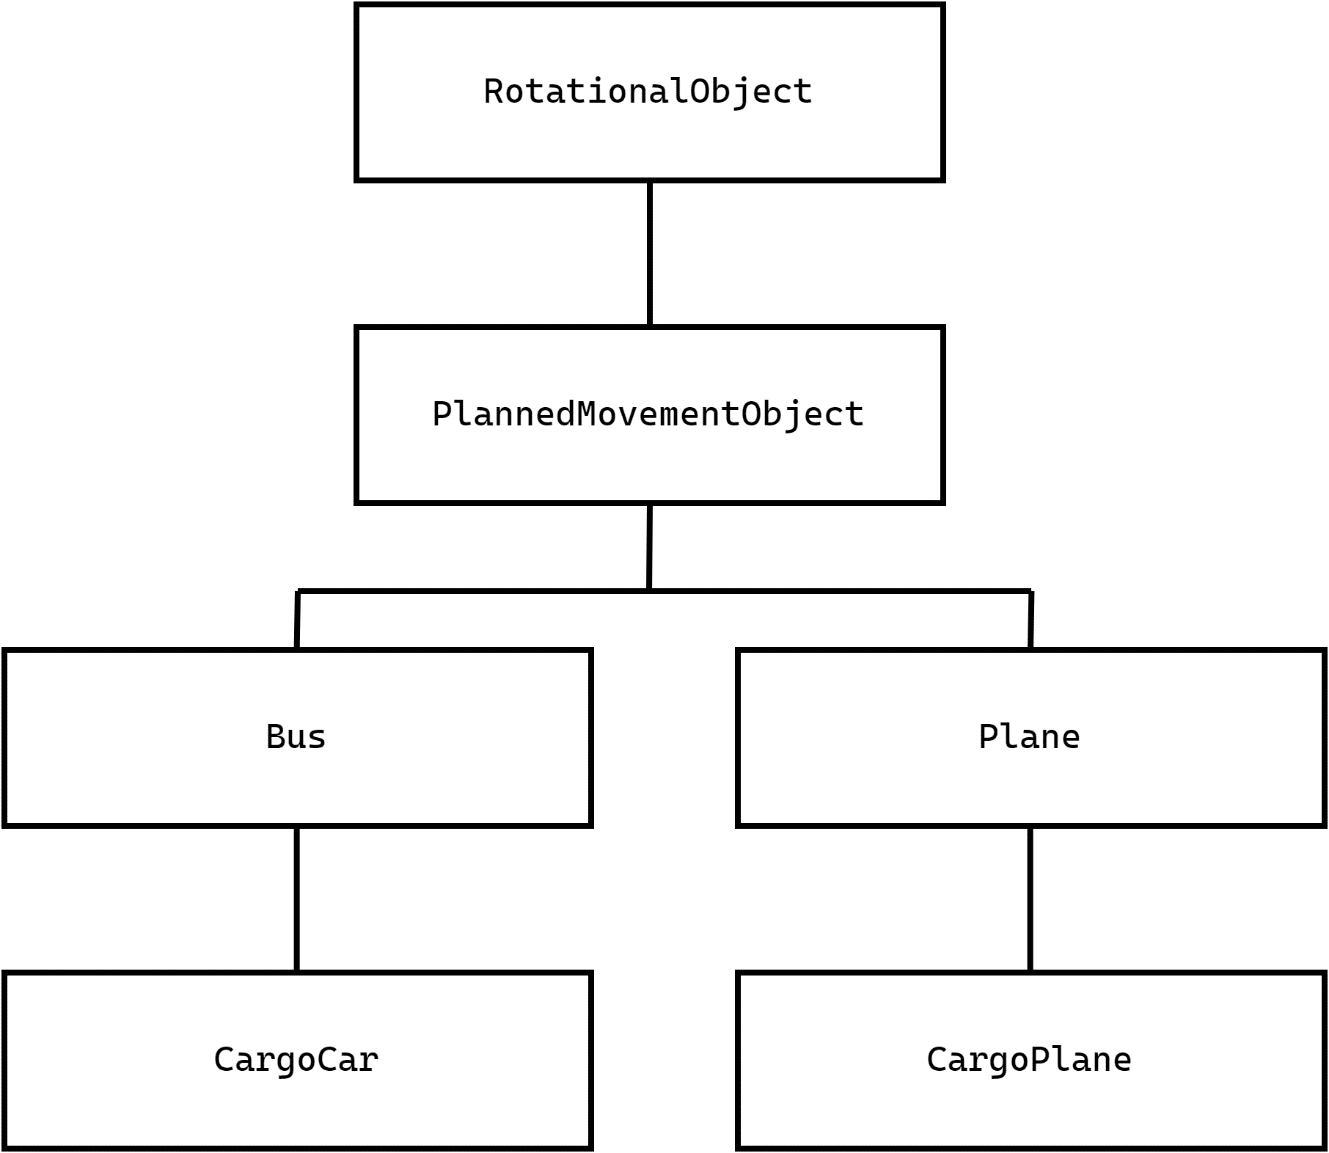 RotationalObject
PlannedMovementObject
Bus
Plane
CargoCar
CargoPlane